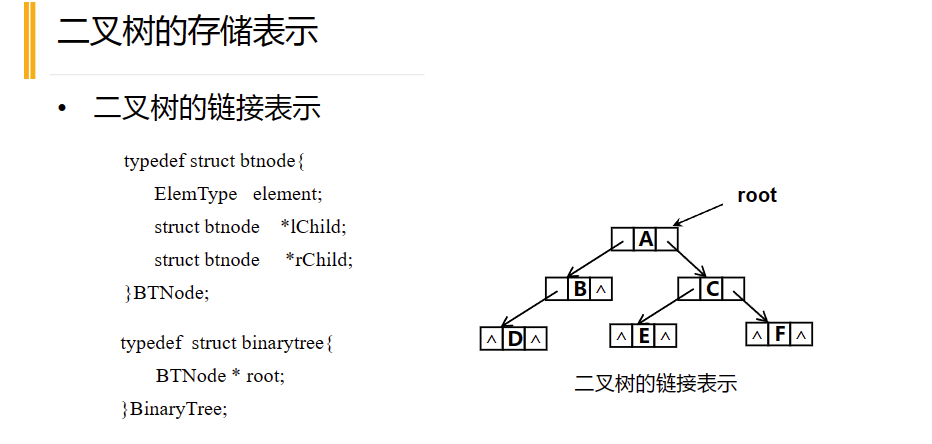 二叉树的存储表示
• 二叉树的链接表示
typedef struct btnode{
ElemType element;
struct btnode *lChild;
struct btnode *rChild;
}BTNode;
typedef struct binarytree{
BTNode * root;
}BinaryTree;
root
A
B ^
C
^ D ^
^ E ^
^ F ^
二叉树的链接表示